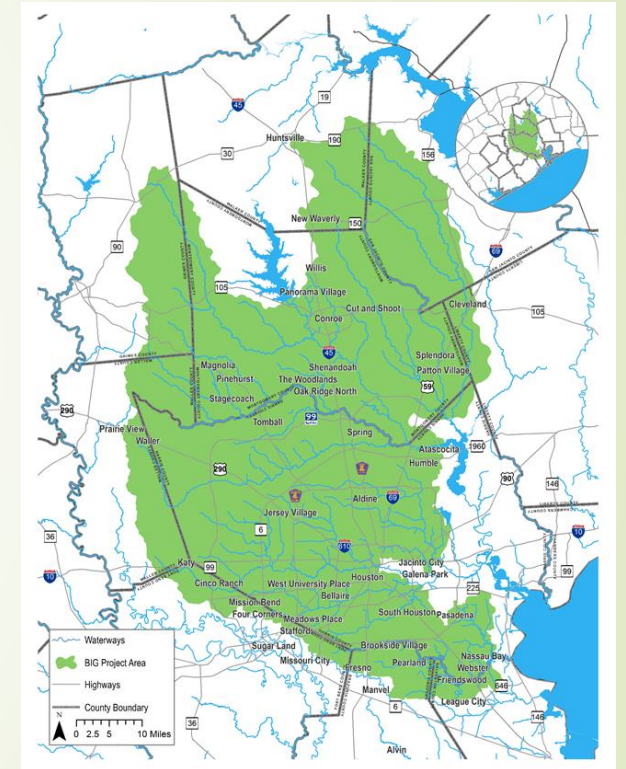 19
45
Huntsville
190
30
156
WALKER COUNTY
MONTGOMERY COUNTY
New Waverly
150
90
69
Willis
105
Panorama Village
Cut and Shoot
Cleveland
Conroe
105
45
Splendora
Magnolia
Shenandoah
Patton Village
Pinehurst
The Woodlands
59
Stagecoach
Oak Ridge North
290
99
Tomball
Prairie View
Spring
Waller
Atascocita
1960
Humble
290
90
146
Aldine
69
Jersey Village
36
6
10
610
10
Katy
99
Jacinto City
99
Houston
Galena Park
Cinco Ranch
West University Place
225
Bellaire
Mission Bend
Four Corners
South Houston
Pasadena
Meadows Place
Stafford
Waterways
Sugar Land
Brookside Village
BIG Project Area
Missouri City
Nassau Bay
Pearland
Webster
Highways
Fresno
Friendswood
Manvel
646
County Boundary
League City
6
N
0 2.5 5 10 Miles
36
146
Alvin